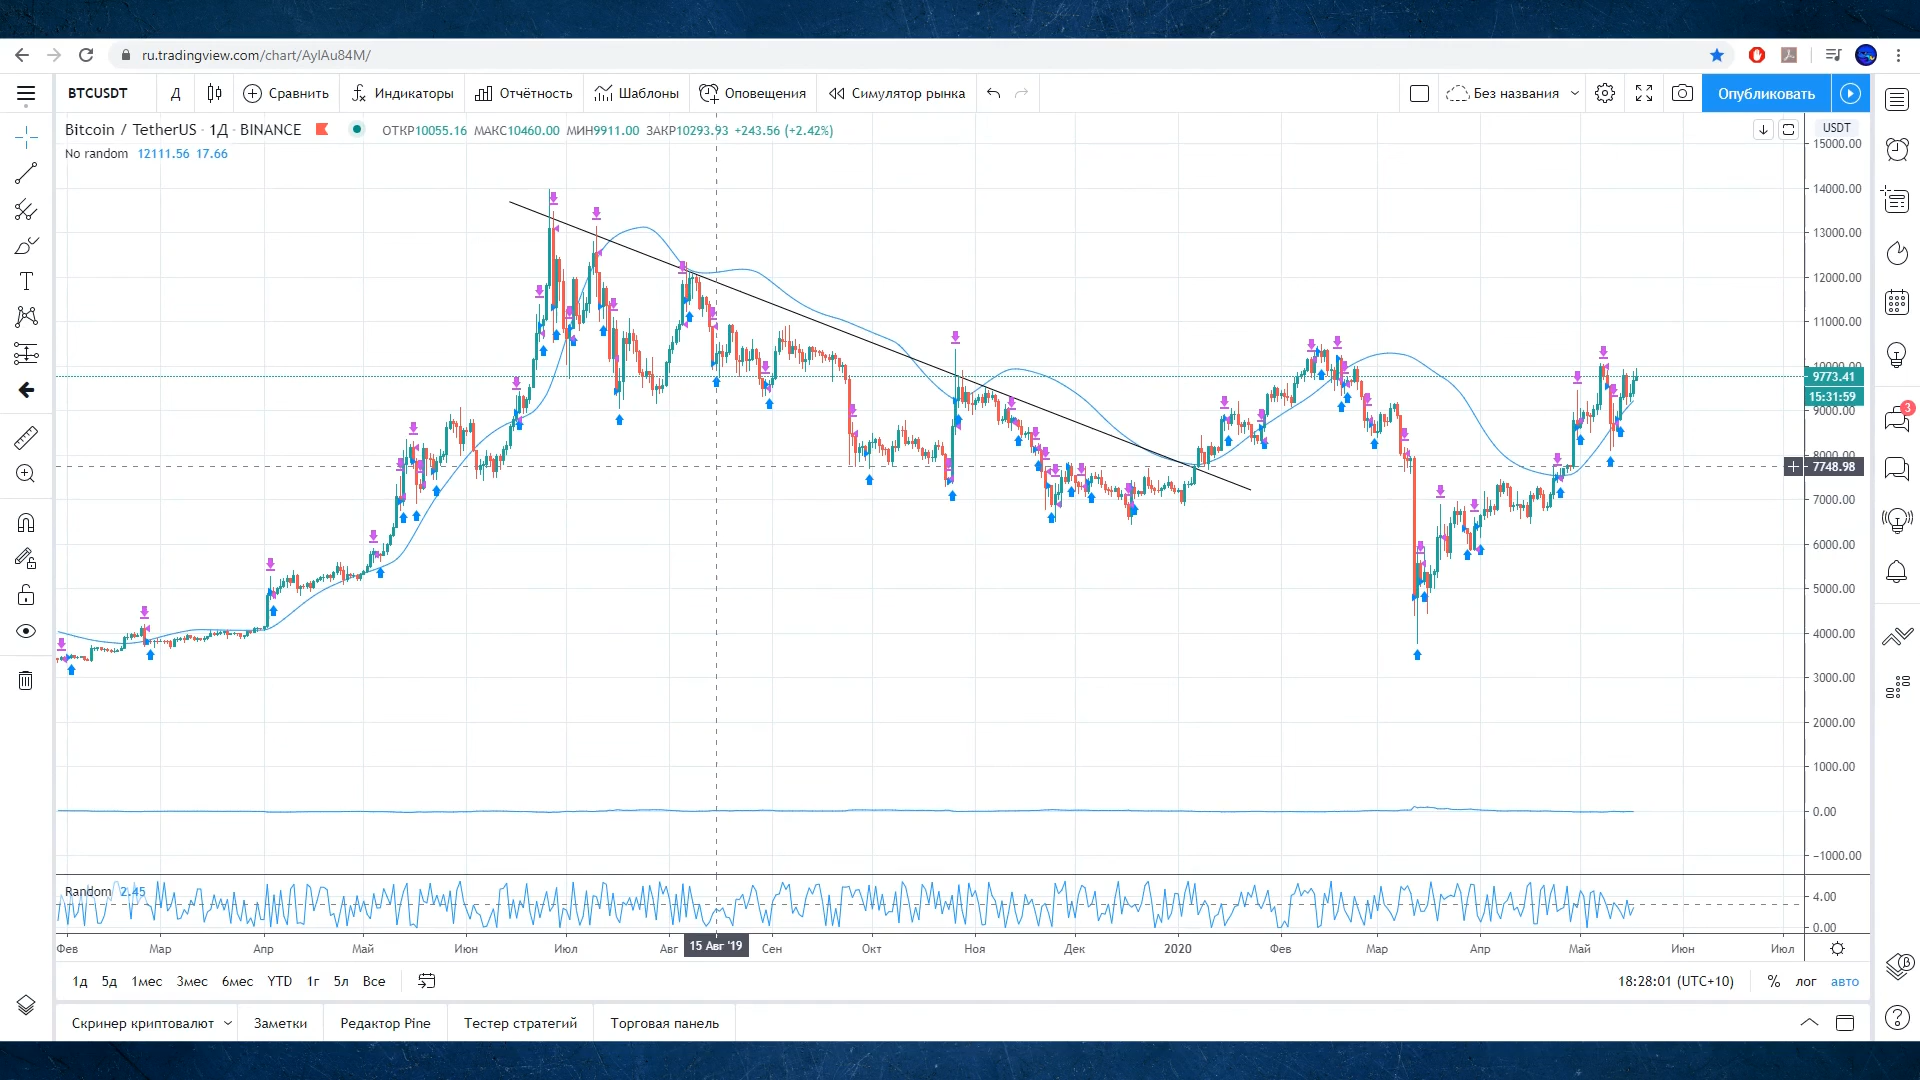 ru.tradingview.com/chart/AyIAu84M/
BTCUSDT Д Сравнить Индикаторы Отчётность Шаблоны Оповещения Симулятор рынка Без названия Опубликовать
Bitcoin / TetherUS · 1Д · BINANCE ОТКР10055.16 МАКС10460.00 МИН9911.00 ЗАКР10293.93 +243.56 (+2.42%)
No random 12111.56 17.66
USDT
15000.00
14000.00
13000.00
12000.00
11000.00
10000.00
9773.41
15:31:59
9000.00
8000.00
7748.98
7000.00
6000.00
5000.00
4000.00
3000.00
2000.00
1000.00
0.00
−1000.00
3
Random 2.45
4.00
0.00
Фев Мар Апр Май Июн Июл Авг 15 Авг '19 Сен Окт Ноя Дек 2020 Фев Мар Апр Май Июн Июл
1д 5д 1мес 3мес 6мес YTD 1г 5л Все 18:28:01 (UTC+10) % лог авто
Скринер криптовалют Заметки Редактор Pine Тестер стратегий Торговая панель